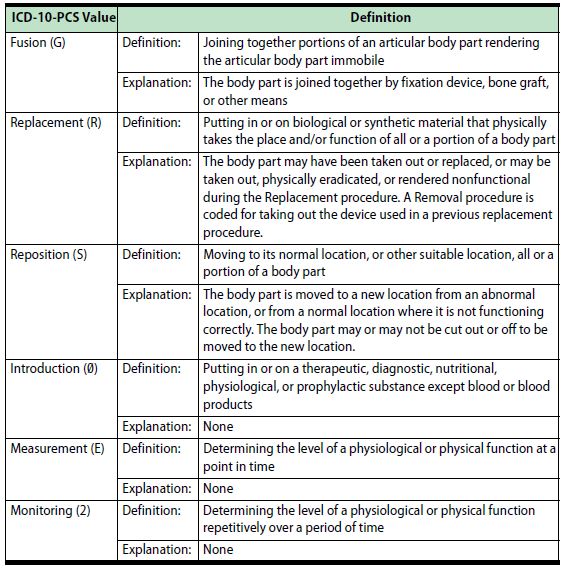 ICD-10-PCS Value Definition
Fusion (G) Definition: Joining together portions of an articular body part rendering
the articular body part immobile
Explanation: The body part is joined together by fixation device, bone graft,
or other means
Replacement (R) Definition: Putting in or on biological or synthetic material that physically
takes the place and/or function of all or a portion of a body part
Explanation: The body part may have been taken out or replaced, or may be
taken out, physically eradicated, or rendered nonfunctional
during the Replacement procedure. A Removal procedure is
coded for taking out the device used in a previous replacement
procedure.
Reposition (S) Definition: Moving to its normal location, or other suitable location, all or a
portion of a body part
Explanation: The body part is moved to a new location from an abnormal
location, or from a normal location where it is not functioning
correctly. The body part may or may not be cut out or off to be
moved to the new location.
Introduction (Ø) Definition: Putting in or on a therapeutic, diagnostic, nutritional,
physiological, or prophylactic substance except blood or blood
products
Explanation: None
Measurement (E) Definition: Determining the level of a physiological or physical function at a
point in time
Explanation: None
Monitoring (2) Definition: Determining the level of a physiological or physical function
repetitively over a period of time
Explanation: None